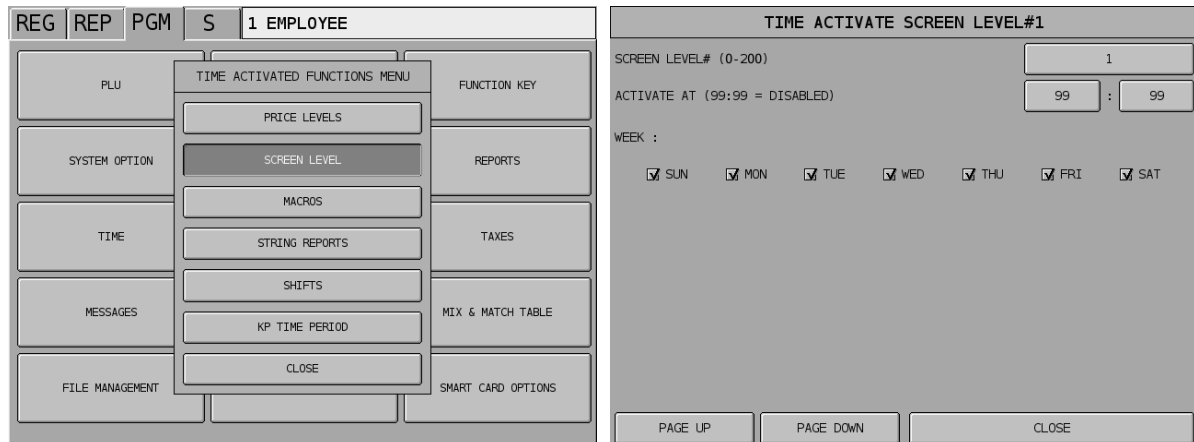 REG REP PGM S 1 EMPLOYEE
PLU
FUNCTION KEY
SYSTEM OPTION
REPORTS
TIME
TAXES
MESSAGES
MIX & MATCH TABLE
FILE MANAGEMENT
SMART CARD OPTIONS
TIME ACTIVATED FUNCTIONS MENU
PRICE LEVELS
SCREEN LEVEL
MACROS
STRING REPORTS
SHIFTS
KP TIME PERIOD
CLOSE
TIME ACTIVATE SCREEN LEVEL#1
SCREEN LEVEL# (0-200) 1
ACTIVATE AT (99:99 = DISABLED) 99 : 99
WEEK :
SUN MON TUE WED THU FRI SAT
PAGE UP PAGE DOWN CLOSE